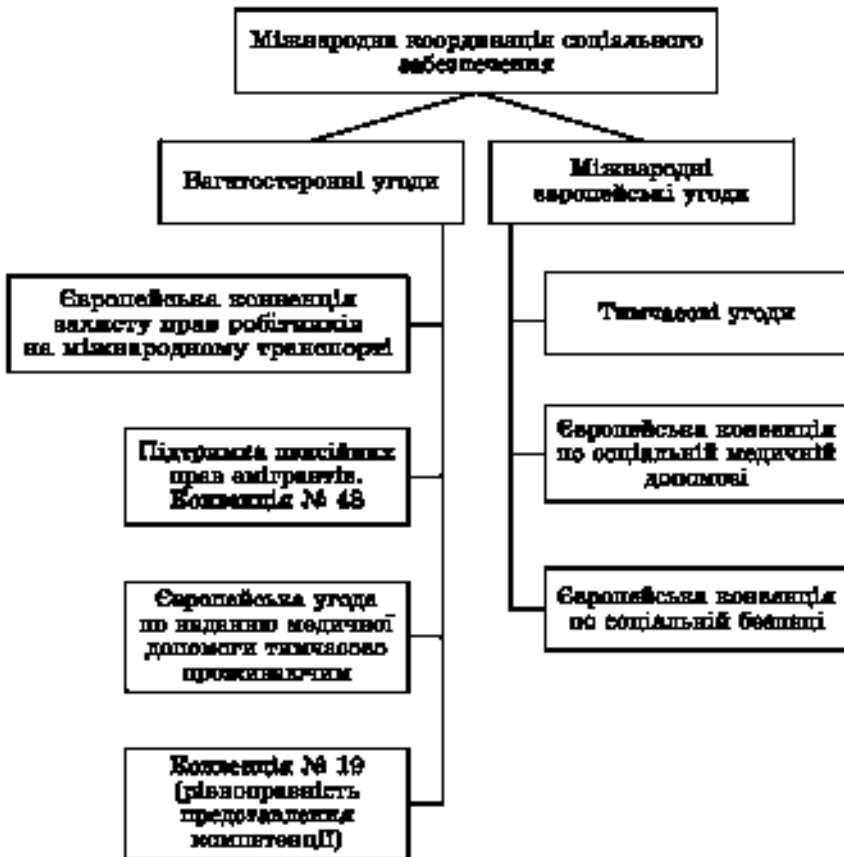 Міжнародна координація соціального
забезпечення
Багатосторонні угоди
Міжнародні
європейські угоди
Європейська конвенція
захисту прав робітників
на міжнародному транспорті
Підтримка пенсійних
прав емігрантів.
Конвенція № 48
Європейська угода
по наданню медичної
допомоги тимчасово
проживаючим
Конвенція № 19
(рівноправність
представлення
компетенції)
Тимчасові угоди
Європейська конвенція
по соціальній медичній
допомозі
Європейська конвенція
по соціальній безпеці